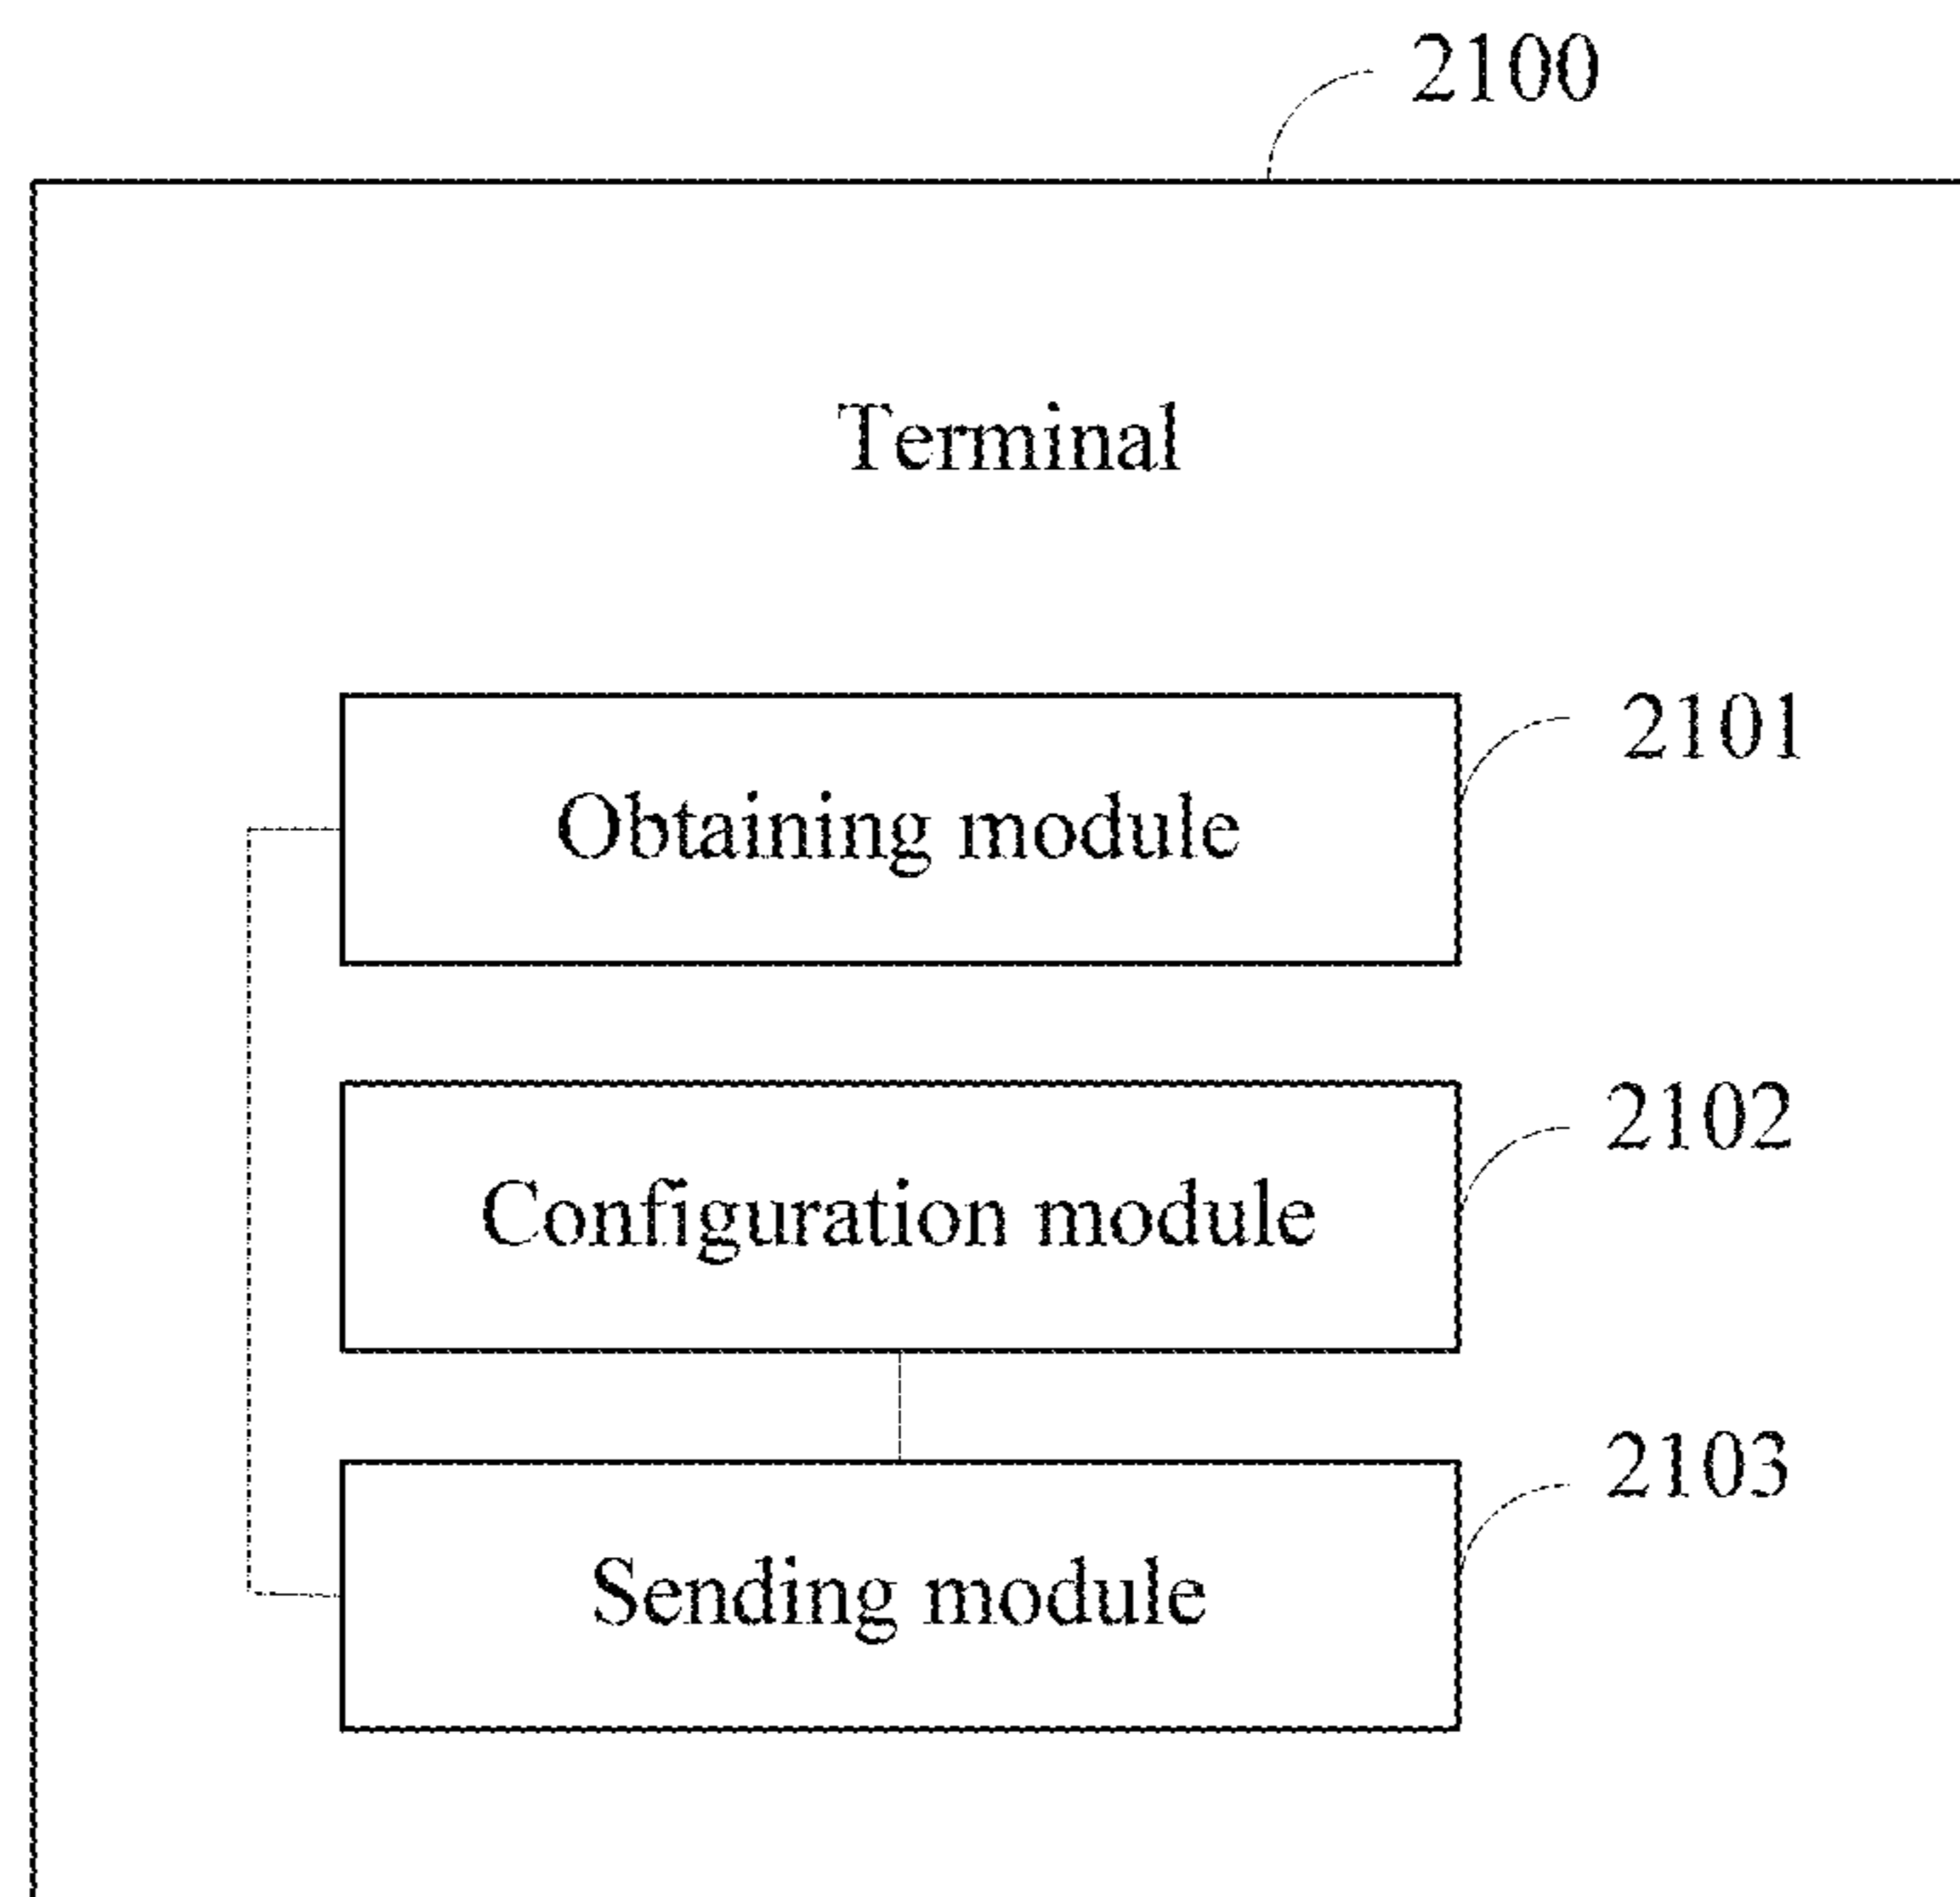 2100
Terminal
2101
Obtaining module
2102
Configuration module
2103
Sending module